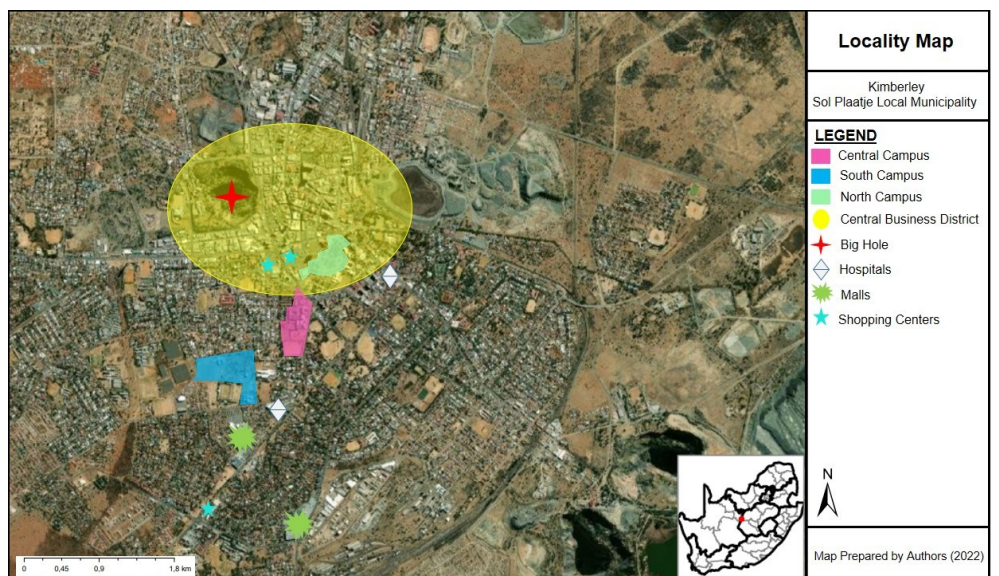 Locality Map
Kimberley
Sol Plaatje Local Municipality
LEGEND
Central Campus
South Campus
North Campus
Central Business District
Big Hole
Hospitals
Malls
Shopping Centers
N
0 0,45 0,9 1,8 km
Map Prepared by Authors (2022)